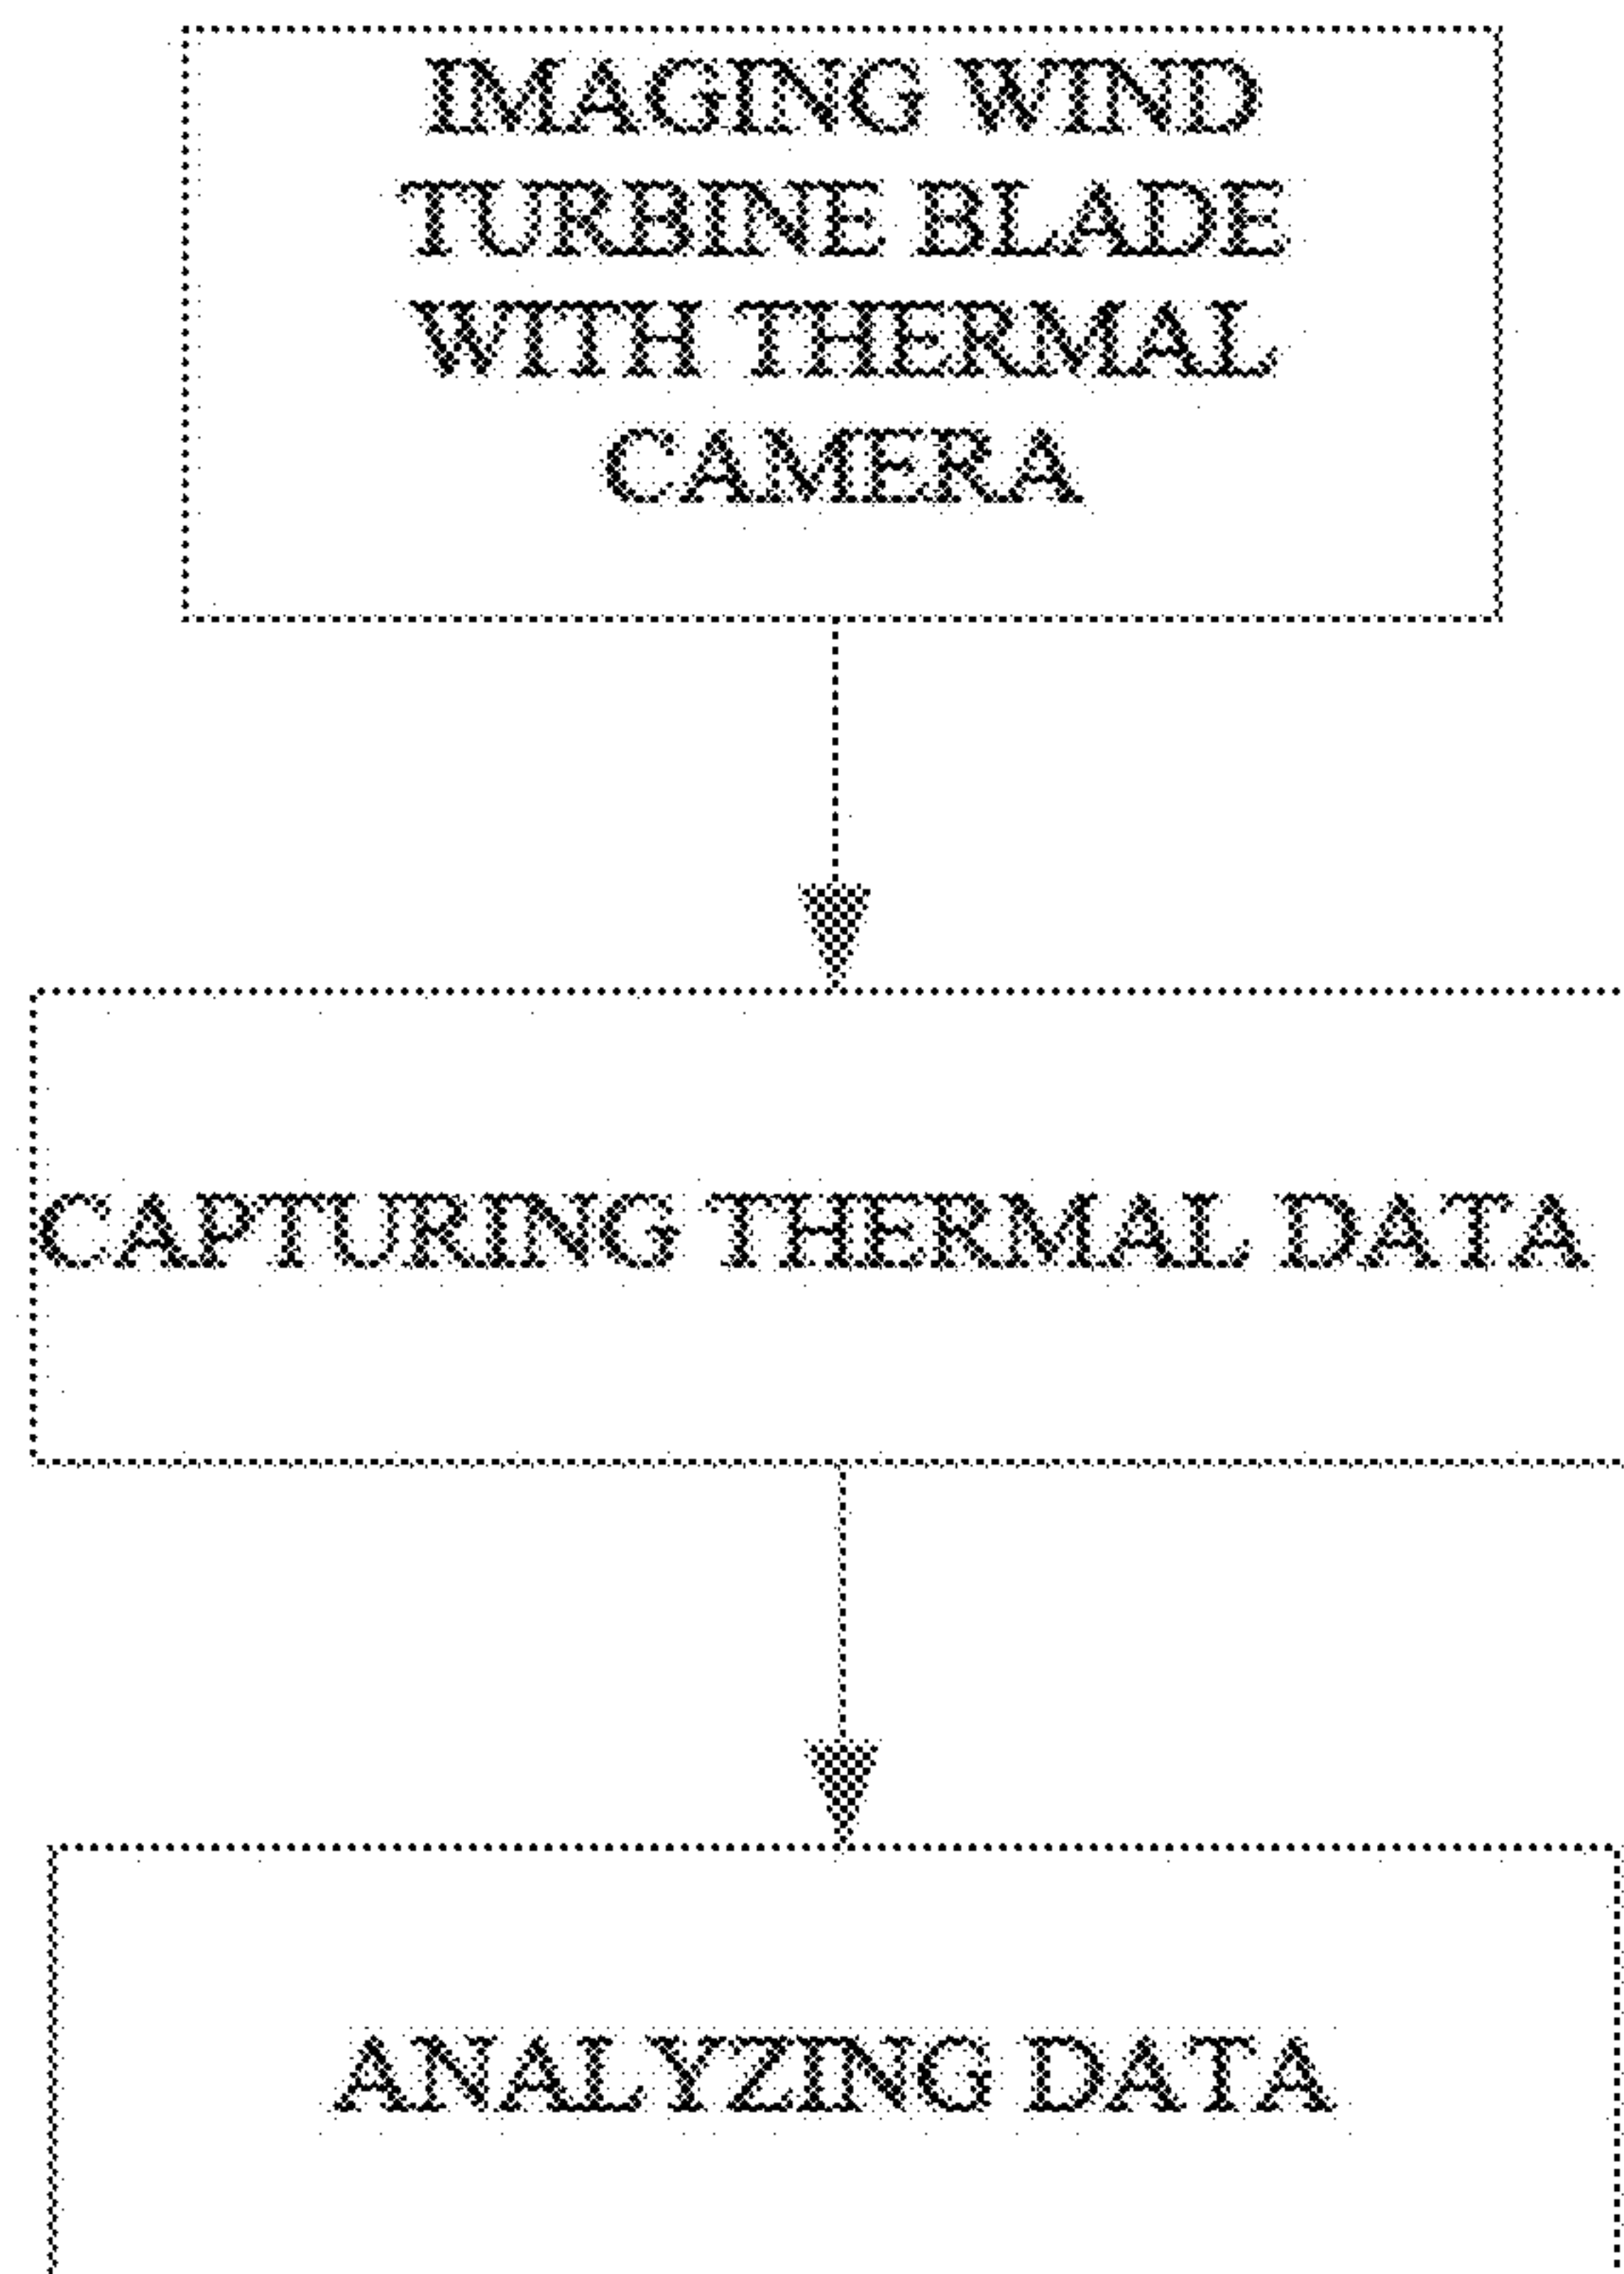 IMAGING WIND
TURBINE BLADE
WITH THERMAL
CAMERA
CAPTURING THERMAL DATA
ANALYZING DATA